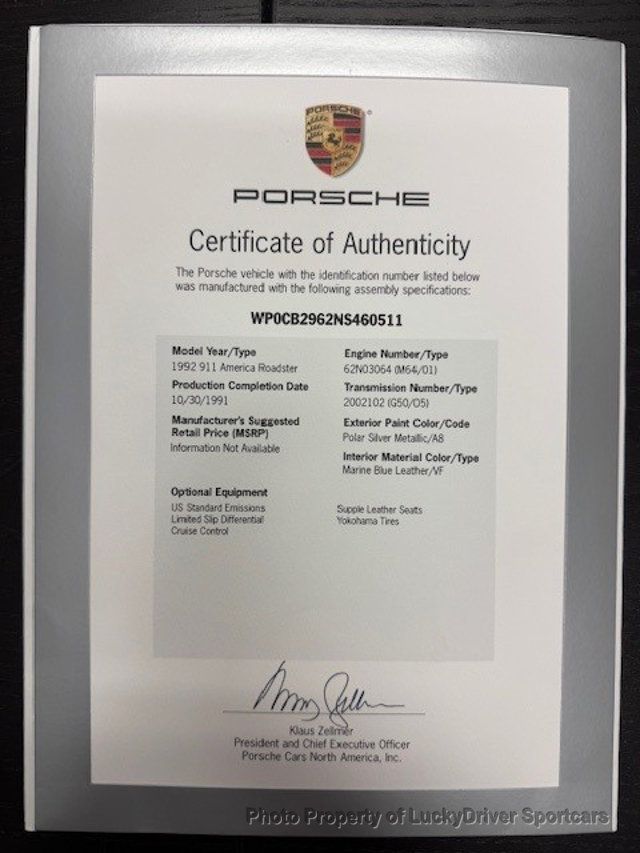 PORSCHE
PORSCHE
Certificate of Authenticity
The Porsche vehicle with the identification number listed below
was manufactured with the following assembly specifications:
WP0CB2962NS460511
Model Year/Type
1992 911 America Roadster
Production Completion Date
10/30/1991
Manufacturer's Suggested
Retail Price (MSRP)
Information Not Available
Engine Number/Type
62N03064 (M64/01)
Transmission Number/Type
2002102 (G50/05)
Exterior Paint Color/Code
Polar Silver Metallic/A8
Interior Material Color/Type
Marine Blue Leather/VF
Optional Equipment
US Standard Emissions
Limited Slip Differential
Cruise Control
Supple Leather Seats
Yokohama Tires
Klaus Zellmer
President and Chief Executive Officer
Porsche Cars North America, Inc.
Photo Property of LuckyDriver Sportcars